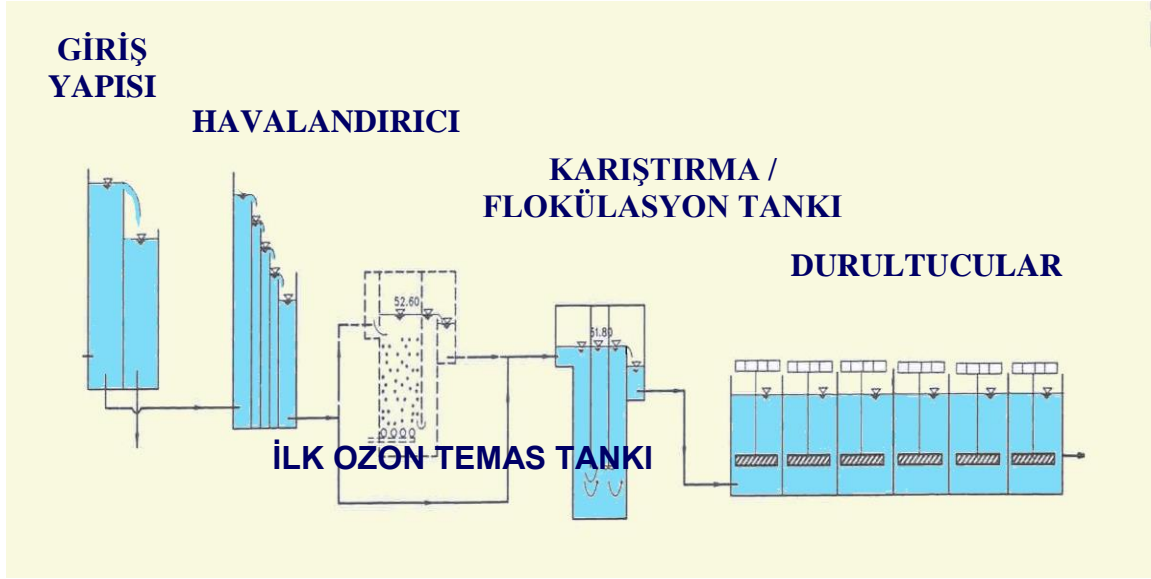 GİRİŞ
YAPISI
HAVALANDIRICI
KARIŞTIRMA /
FLOKÜLASYON TANKI
DURULTUCULAR
52.60
51.80
İLK OZON TEMAS TANKI